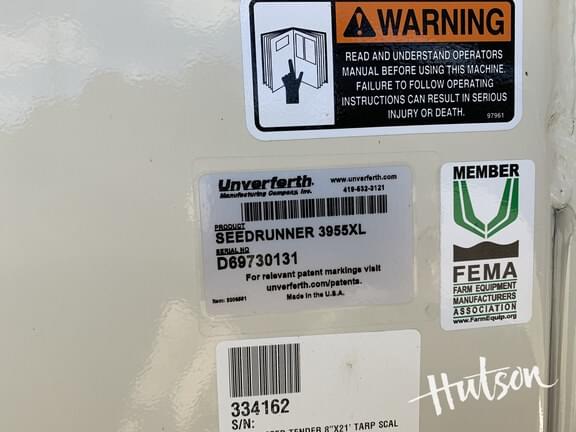 WARNING
READ AND UNDERSTAND OPERATORS
MANUAL BEFORE USING THIS MACHINE.
FAILURE TO FOLLOW OPERATING
INSTRUCTIONS CAN RESULT IN SERIOUS
INJURY OR DEATH.
97961
Unverferth
Manufacturing Company, Inc.
www.unverferth.com
419-532-3121
PRODUCT
SEEDRUNNER 3955XL
SERIAL NO
D69730131
For relevant patent markings visit
unverferth.com/patents.
Made in the U.S.A.
MEMBER
FEMA
FARM EQUIPMENT
MANUFACTURERS
ASSOCIATION
www.FarmEquip.org
334162
S/N:
TENDER 8"X21' TARP SCAL
Hutson